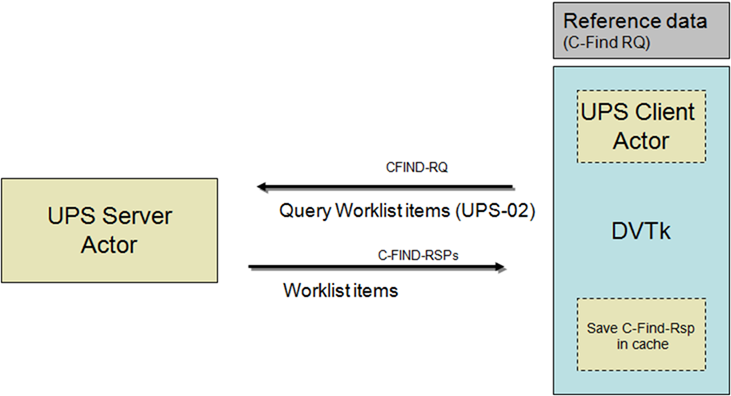 Reference data
(C-Find RQ)
UPS Client
Actor
CFIND-RQ
Query Worklist items (UPS-02)
UPS Server
Actor
DVTk
C-FIND-RSPs
Worklist items
Save C-Find-Rsp
in cache